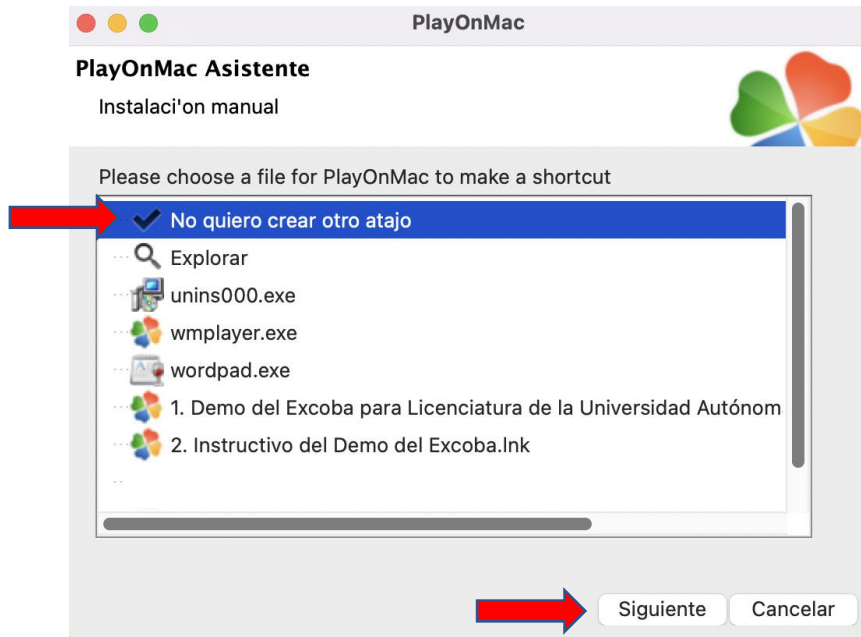 PlayOnMac
PlayOnMac Asistente
Instalaci'on manual
Please choose a file for PlayOnMac to make a shortcut
No quiero crear otro atajo
Explorar
unins000.exe
wmplayer.exe
wordpad.exe
1. Demo del Excoba para Licenciatura de la Universidad Autónom
2. Instructivo del Demo del Excoba.lnk
Siguiente Cancelar